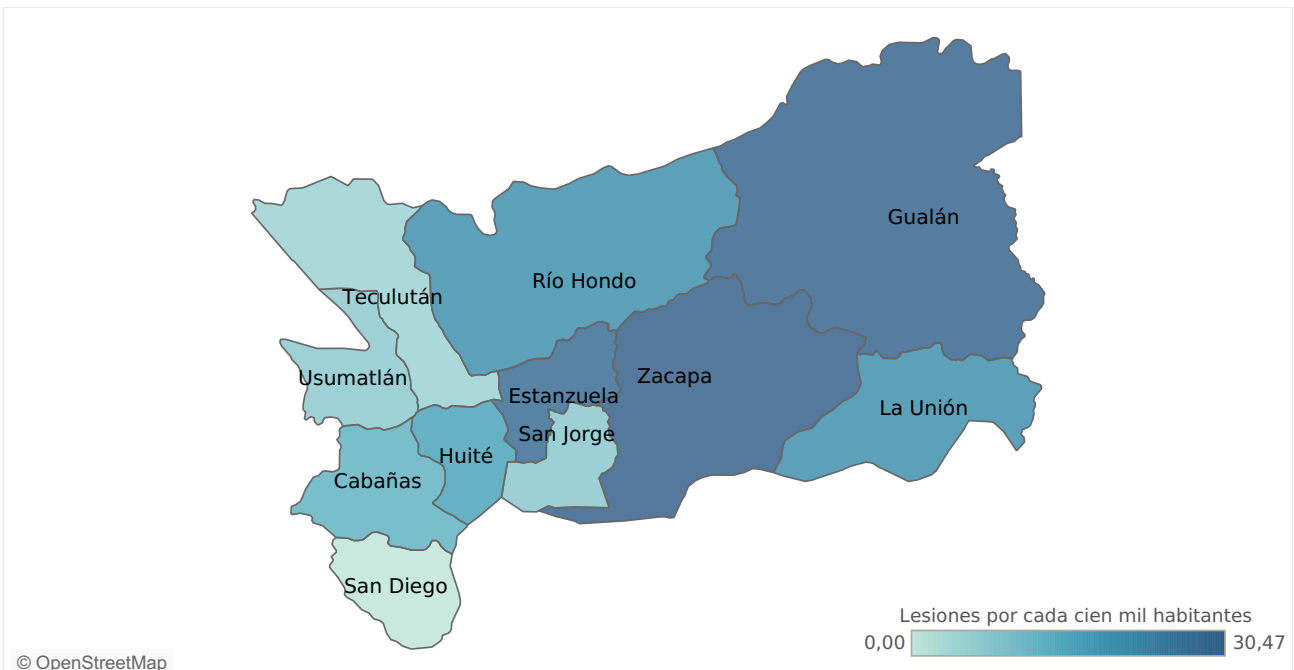 Gualán
Río Hondo
Teculután
Zacapa
Usumatlán
Estanzuela
La Unión
San Jorge
Huité
Cabañas
San Diego
Lesiones por cada cien mil habitantes
0,00 30,47
© OpenStreetMap